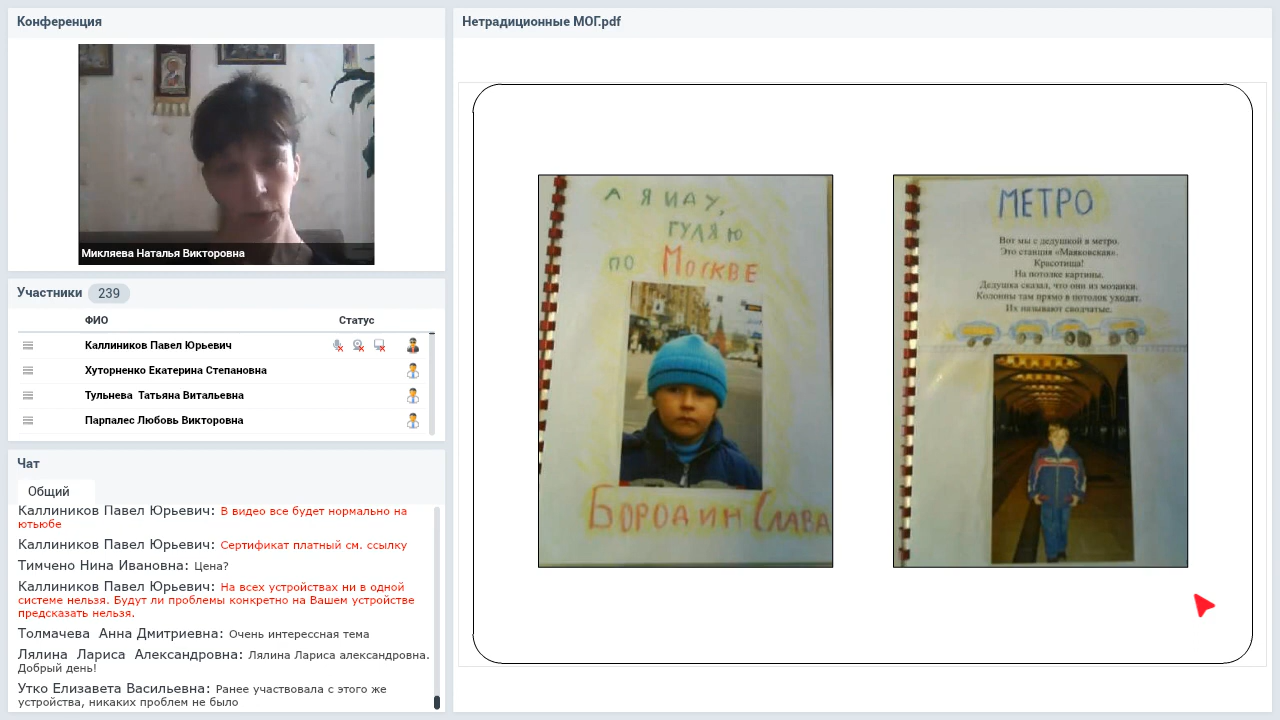 Конференция
Микляева Наталья Викторовна
Участники 239
ФИО Статус
Каллиников Павел Юрьевич
Хуторненко Екатерина Степановна
Тульнева Татьяна Витальевна
Парпалес Любовь Викторовна
Чат
Общий
Каллиников Павел Юрьевич: В видео все будет нормально на
ютьюбе
Каллиников Павел Юрьевич: Сертификат платный см. ссылку
Тимчено Нина Ивановна: Цена?
Каллиников Павел Юрьевич: На всех устройствах ни в одной
системе нельзя. Будут ли проблемы конкретно на Вашем устройстве
предсказать нельзя.
Толмачева Анна Дмитриевна: Очень интерессная тема
Лялина Лариса Александровна: Лялина Лариса александровна.
Добрый день!
Утко Елизавета Васильевна: Ранее участвовала с этого же
устройства, никаких проблем не было
Нетрадиционные МОГ.pdf
А Я ИДУ,
ГУЛЯЮ
ПО МОСКВЕ
БОРОДИН СЛАВА
МЕТРО
Вот мы с дедушкой в метро.
Это станция «Маяковская».
Красотища!
На потолке картины.
Дедушка сказал, что они из мозаики.
Колонны там прямо в потолок уходят.
Их называют сводчатые.